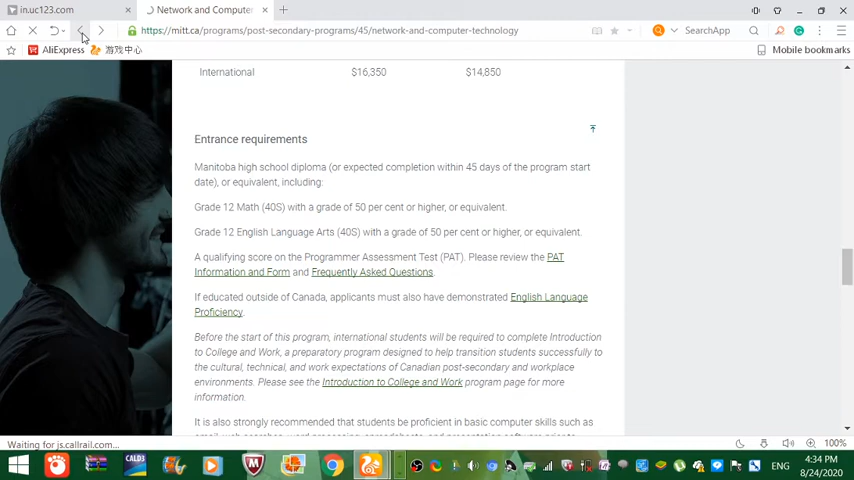 in.uc123.com
Network and Computer
https://mitt.ca/programs/post-secondary-programs/45/network-and-computer-technology
SearchApp
AliExpress
游戏中心
Mobile bookmarks
International $16,350 $14,850
Entrance requirements
Manitoba high school diploma (or expected completion within 45 days of the program start
date), or equivalent, including:
Grade 12 Math (40S) with a grade of 50 per cent or higher, or equivalent.
Grade 12 English Language Arts (40S) with a grade of 50 per cent or higher, or equivalent.
A qualifying score on the Programmer Assessment Test (PAT). Please review the PAT
Information and Form and Frequently Asked Questions.
If educated outside of Canada, applicants must also have demonstrated English Language
Proficiency.
Before the start of this program, international students will be required to complete Introduction
to College and Work, a preparatory program designed to help transition students successfully to
the cultural, technical, and work expectations of Canadian post-secondary and workplace
environments. Please see the Introduction to College and Work program page for more
information.
It is also strongly recommended that students be proficient in basic computer skills such as
Waiting for js.callrail.com...
100%
CALD3
ENG
4:34 PM
8/24/2020